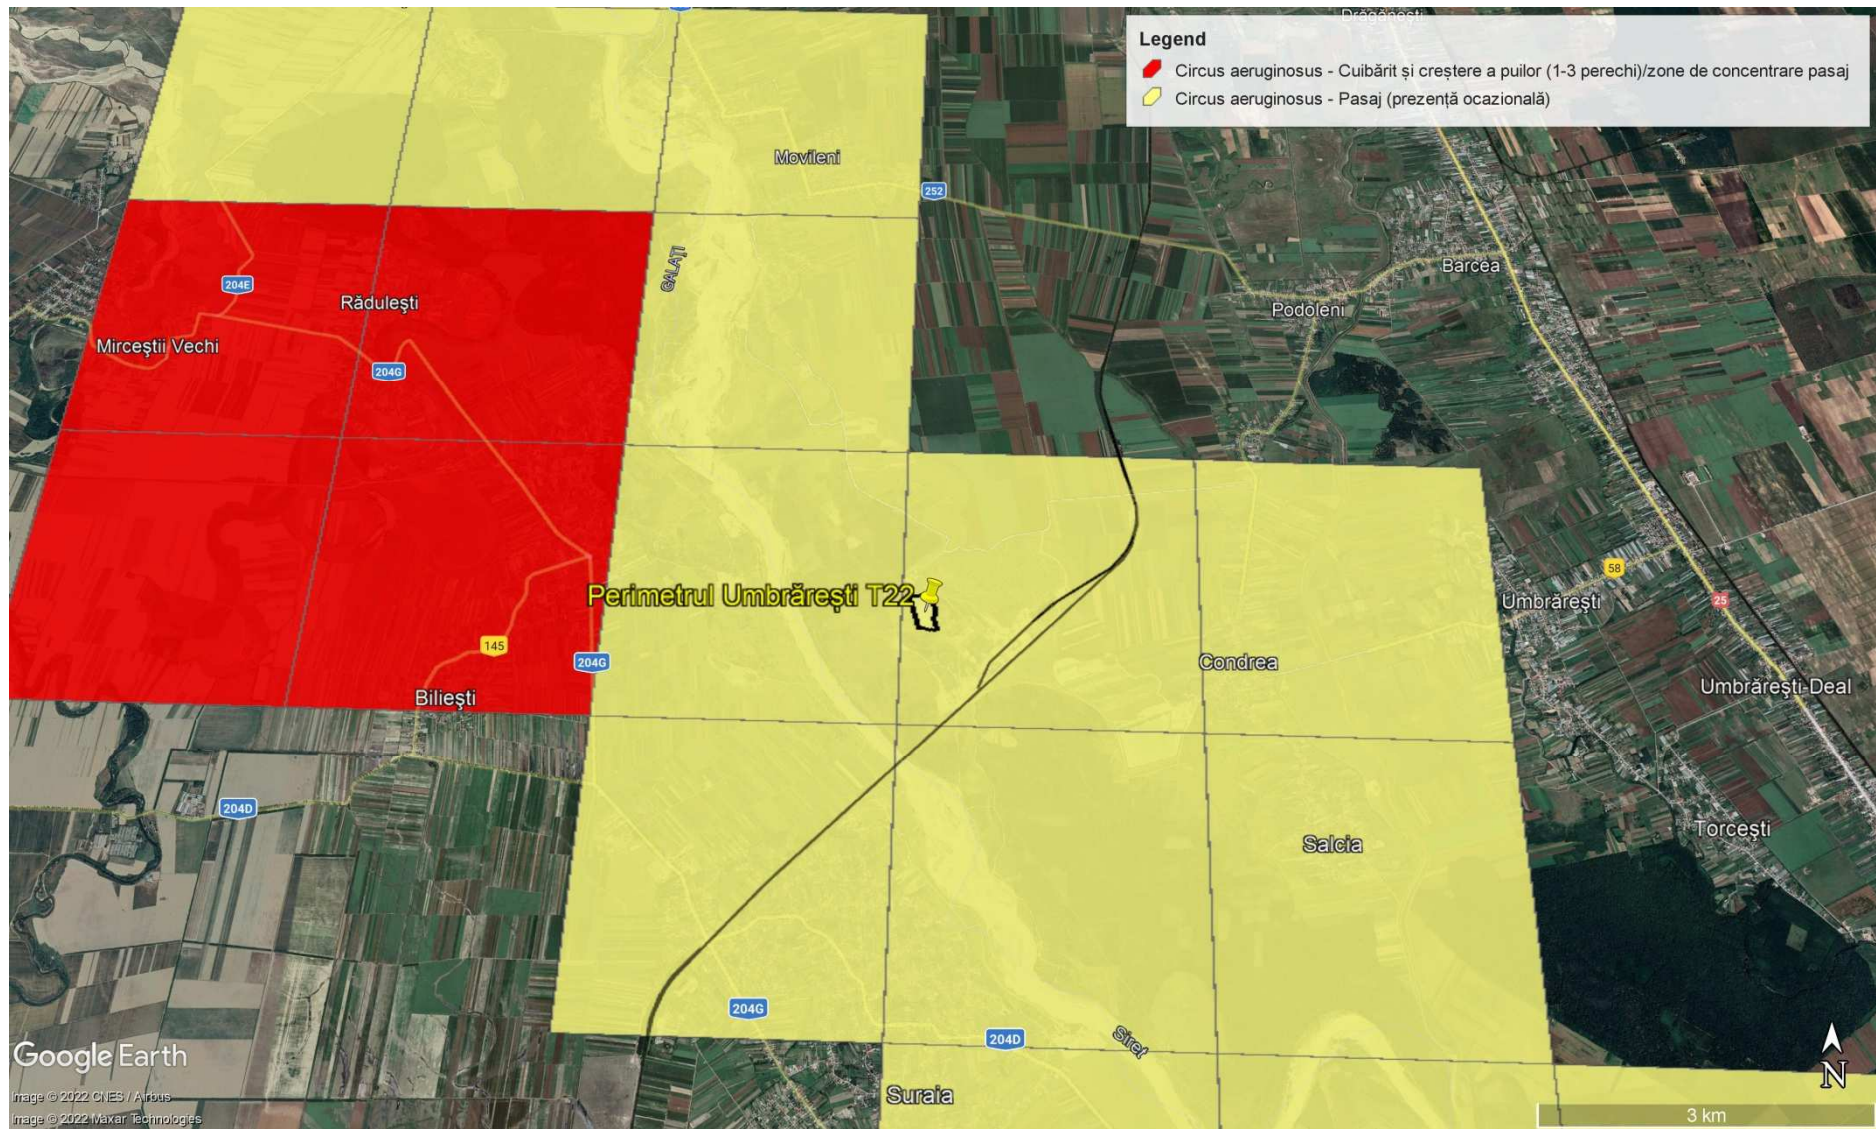 Drăgăneşti
Legend
Circus aeruginosus - Cuibărit și creștere a puilor (1-3 perechi)/zone de concentrare pasaj
Circus aeruginosus - Pasaj (prezență ocazională)
Movileni
252
GALAŢI
Barcea
204E
Răduleşti
Podoleni
Mirceştii Vechi
204G
58
Perimetrul Umbrărești T22
Umbrăreşti
25
145
204G
Condrea
Umbrăreşti-Deal
Bilieşti
204D
Torceşti
Salcia
204G
204D
Siret
Google Earth
N
Suraia
Image © 2022 CNES / Airbus
Image © 2022 Maxar Technologies
3 km